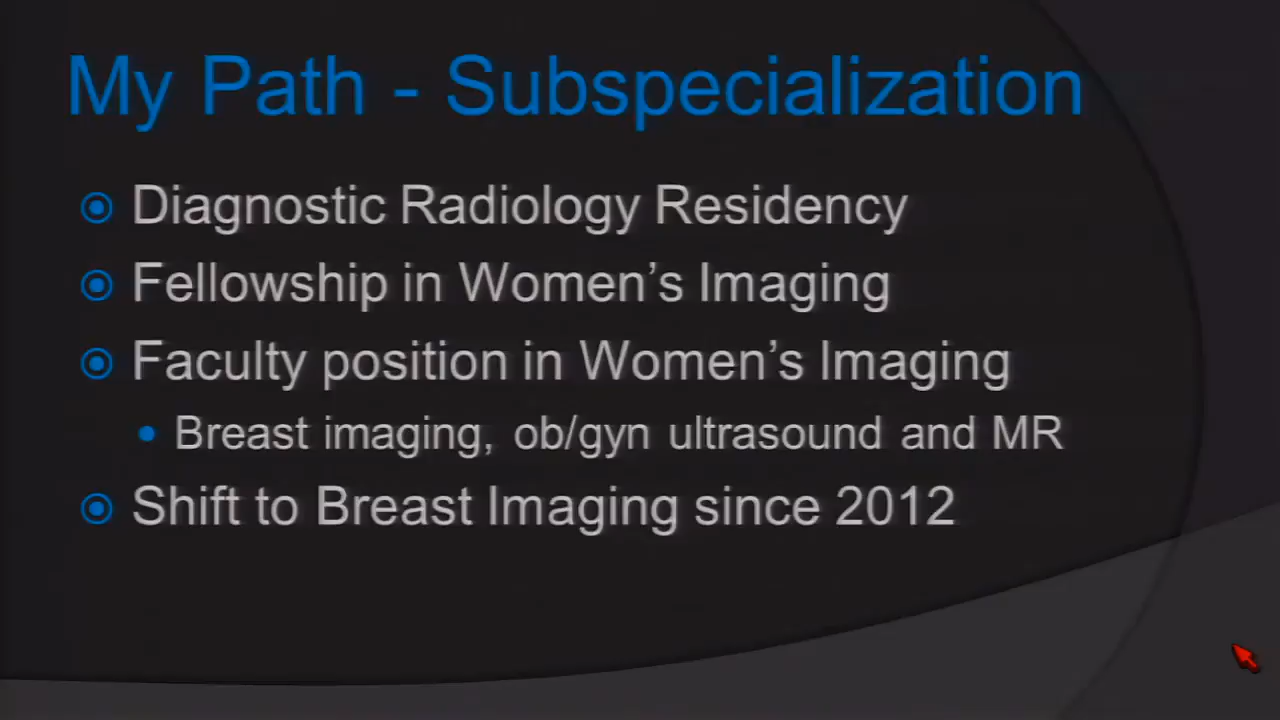 My Path - Subspecialization
Diagnostic Radiology Residency
Fellowship in Women’s Imaging
Faculty position in Women’s Imaging
Breast imaging, ob/gyn ultrasound and MR
Shift to Breast Imaging since 2012